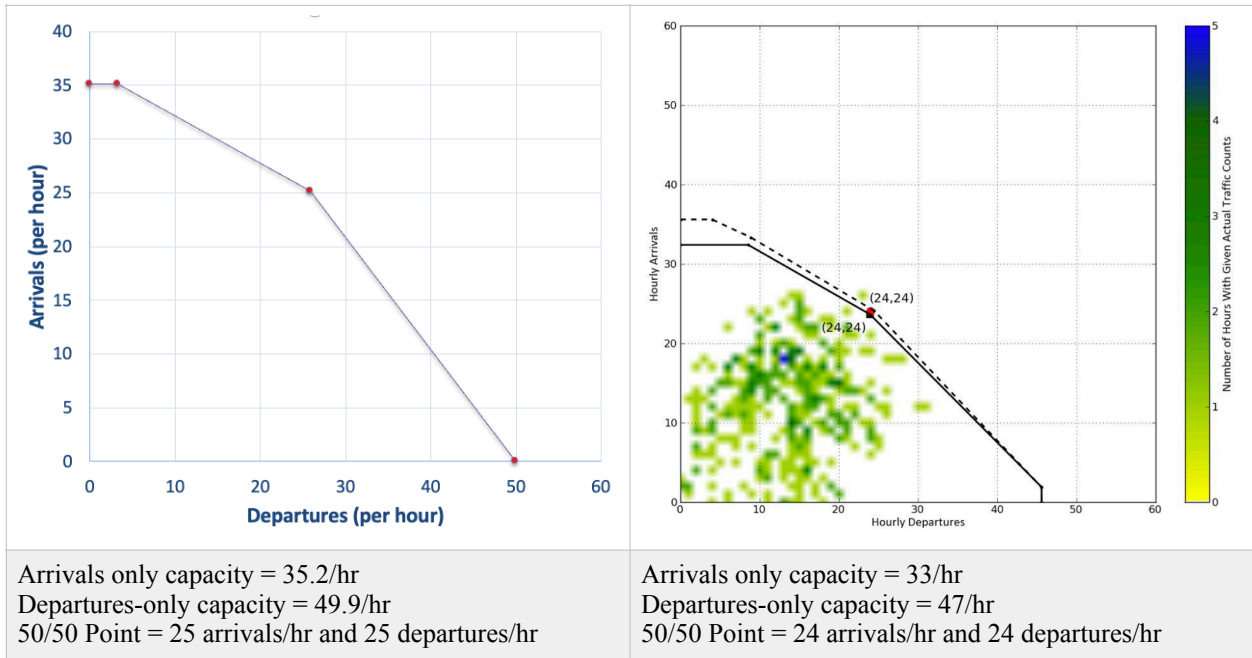 40
35
30
25
20
15
10
5
0
Arrivals (per hour)
0 10 20 30 40 50 60
Departures (per hour)
60
50
40
30
20
10
0
Hourly Arrivals
(24,24)
(24,24)
0 10 20 30 40 50 60
Hourly Departures
5
4
3
2
1
0
Number of Hours With Given Actual Traffic Counts
Arrivals only capacity = 35.2/hr
Departures-only capacity = 49.9/hr
50/50 Point = 25 arrivals/hr and 25 departures/hr
Arrivals only capacity = 33/hr
Departures-only capacity = 47/hr
50/50 Point = 24 arrivals/hr and 24 departures/hr